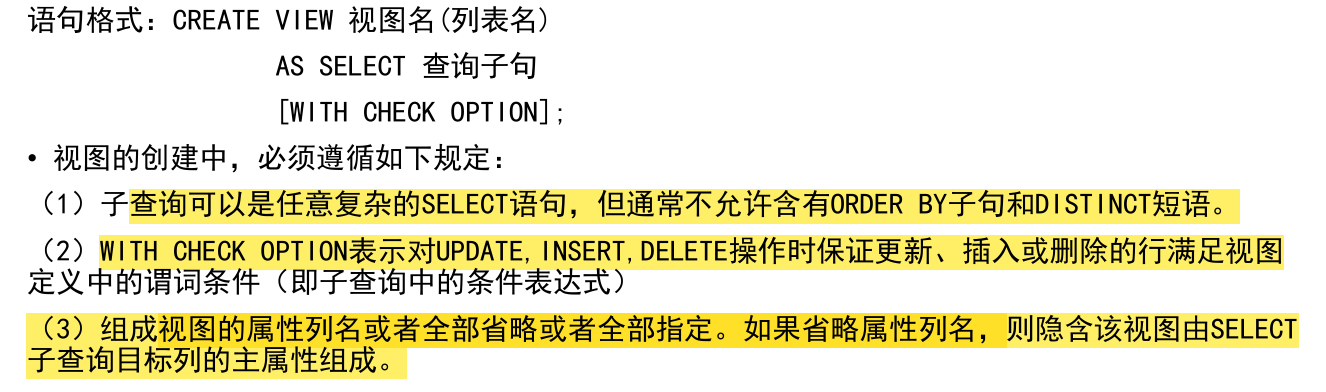 语句格式：CREATE VIEW 视图名(列表名)
AS SELECT 查询子句
[WITH CHECK OPTION];
• 视图的创建中，必须遵循如下规定：
（1）子查询可以是任意复杂的SELECT语句，但通常不允许含有ORDER BY子句和DISTINCT短语。
（2）WITH CHECK OPTION表示对UPDATE,INSERT,DELETE操作时保证更新、插入或删除的行满足视图
定义中的谓词条件（即子查询中的条件表达式）
（3）组成视图的属性列名或者全部省略或者全部指定。如果省略属性列名，则隐含该视图由SELECT
子查询目标列的主属性组成。